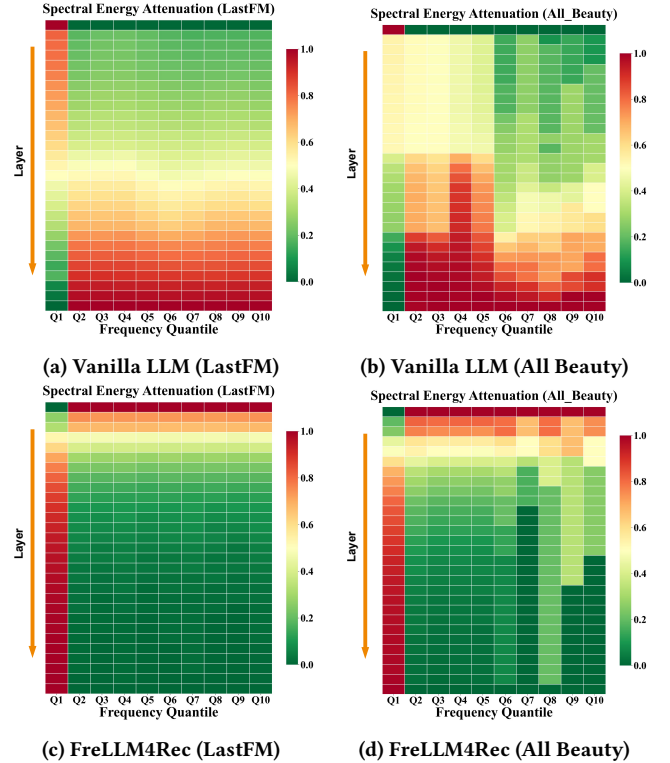 Spectral Energy Attenuation (LastFM)
Layer
1.0
0.8
0.6
0.4
0.2
0.0
Q1 Q2 Q3 Q4 Q5 Q6 Q7 Q8 Q9 Q10
Frequency Quantile
(a) Vanilla LLM (LastFM)
Spectral Energy Attenuation (All_Beauty)
Layer
1.0
0.8
0.6
0.4
0.2
0.0
Q1 Q2 Q3 Q4 Q5 Q6 Q7 Q8 Q9 Q10
Frequency Quantile
(b) Vanilla LLM (All Beauty)
Spectral Energy Attenuation (LastFM)
Layer
1.0
0.8
0.6
0.4
0.2
0.0
Q1 Q2 Q3 Q4 Q5 Q6 Q7 Q8 Q9 Q10
Frequency Quantile
(c) FreLLM4Rec (LastFM)
Spectral Energy Attenuation (All_Beauty)
Layer
1.0
0.8
0.6
0.4
0.2
0.0
Q1 Q2 Q3 Q4 Q5 Q6 Q7 Q8 Q9 Q10
Frequency Quantile
(d) FreLLM4Rec (All Beauty)